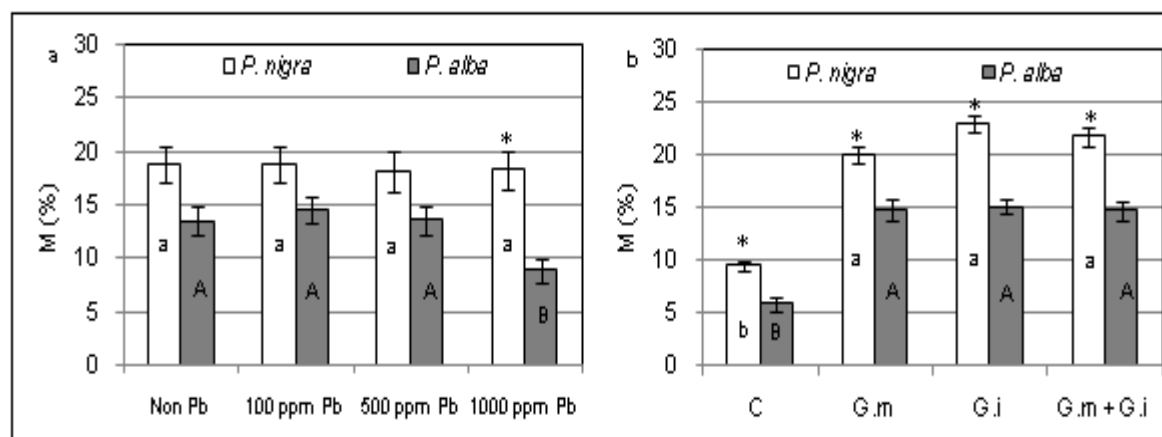 a
M (%)
30
25
20
15
10
5
0
P. nigra P. alba
*
a a a a
A A A B
Non Pb 100 ppm Pb 500 ppm Pb 1000 ppm Pb
b
M (%)
30
25
20
15
10
5
0
P. nigra P. alba
* * * *
b a a a
B A A A
C G.m G.i G.m + G.i